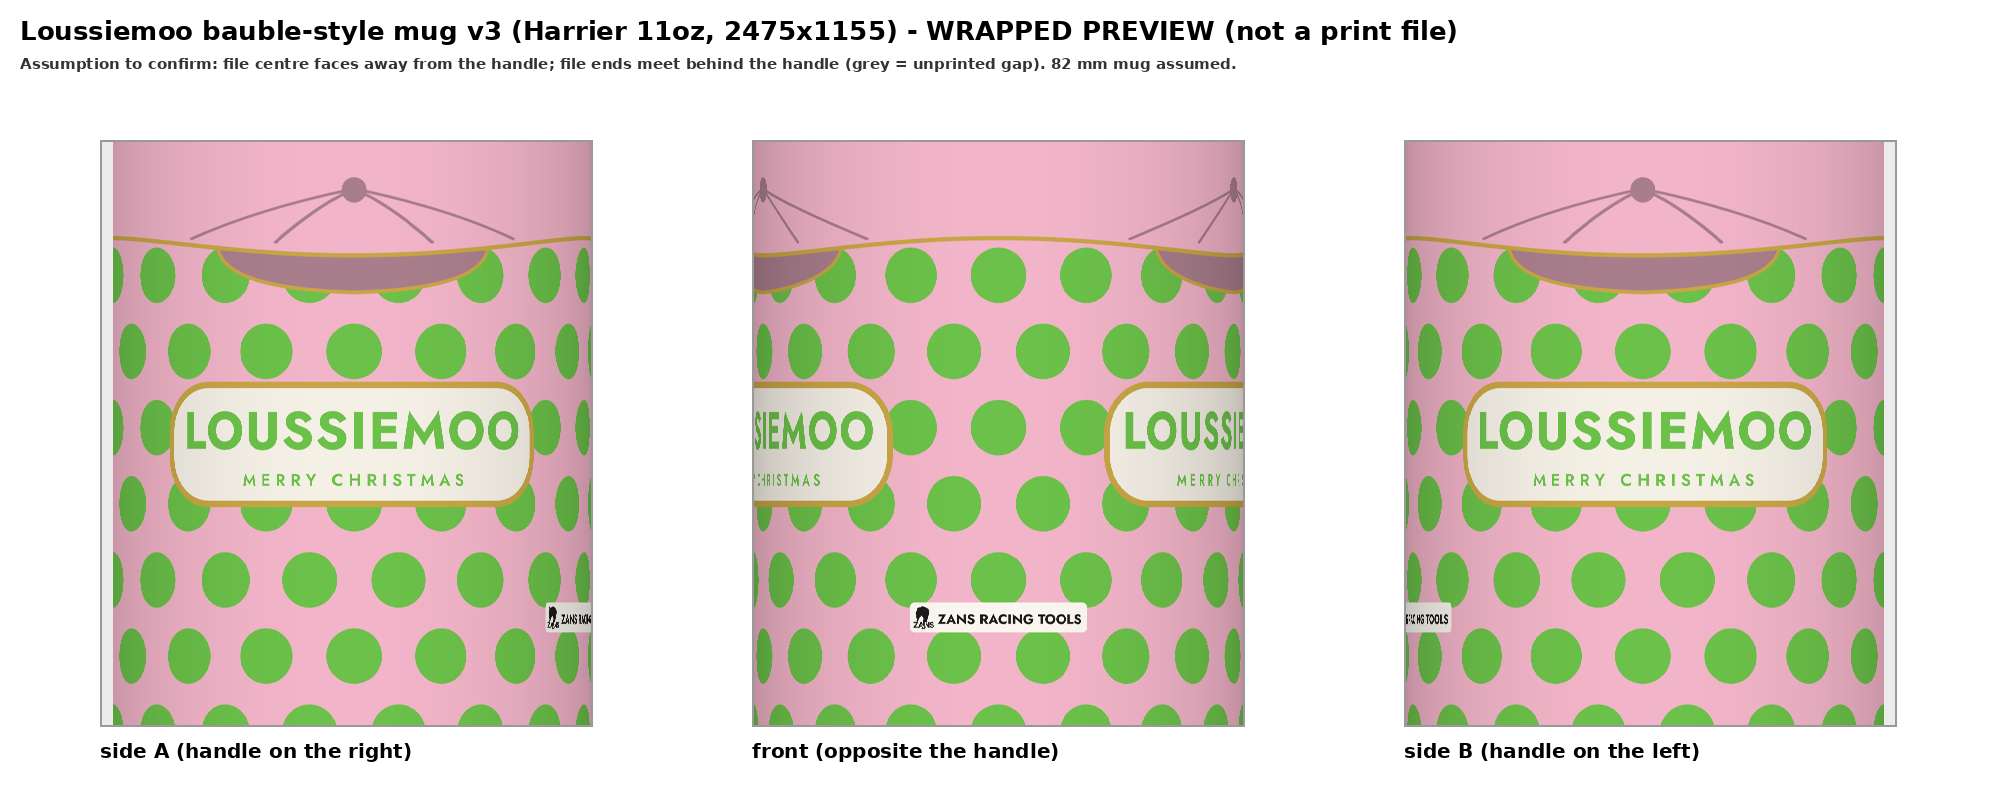 Loussiemoo bauble-style mug v3 (Harrier 11oz, 2475x1155) - WRAPPED PREVIEW (not a print file)
Assumption to confirm: file centre faces away from the handle; file ends meet behind the handle (grey = unprinted gap). 82 mm mug assumed.
LOUSSIEMOO
MERRY CHRISTMAS
ZANS
SIEMOO
CHRISTMAS
LOUSSIE
MERRY
ZANS
ZANS RACING TOOLS
LOUSSIEMOO
MERRY CHRISTMAS
TOOLS
side A (handle on the right)
front (opposite the handle)
side B (handle on the left)